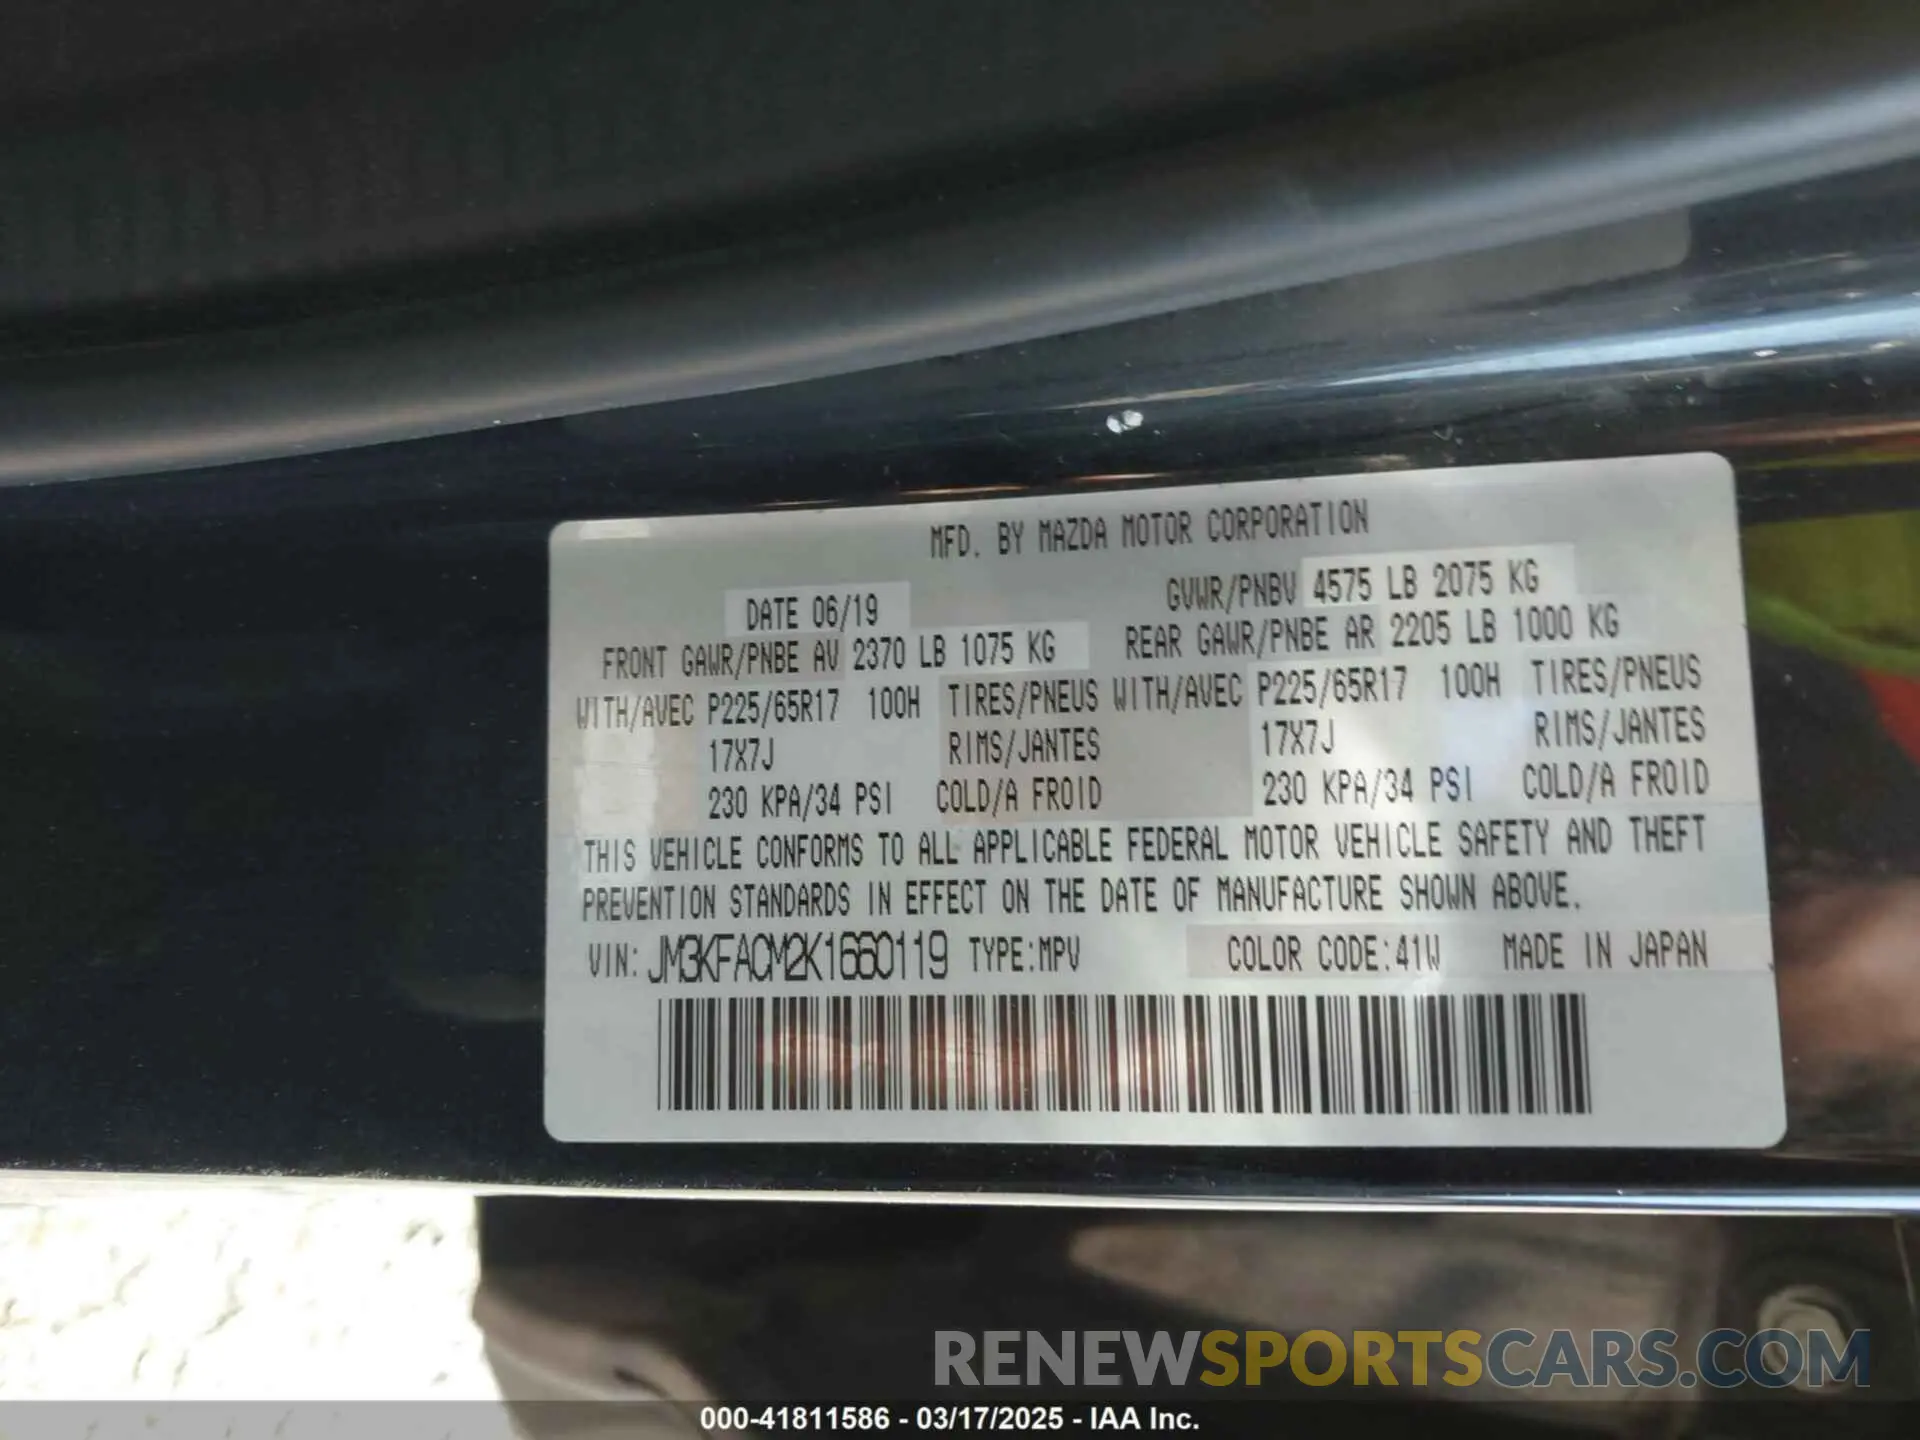 MFD. BY MAZDA MOTOR CORPORATION
DATE 06/19 GVWR/PNBV 4575 LB 2075 KG
FRONT GAWR/PNBE AV 2370 LB 1075 KG REAR GAWR/PNBE AR 2205 LB 1000 KG
WITH/AVEC P225/65R17 100H TIRES/PNEUS WITH/AVEC P225/65R17 100H TIRES/PNEUS
17X7J RIMS/JANTES 17X7J RIMS/JANTES
230 KPA/34 PSI COLD/A FROID 230 KPA/34 PSI COLD/A FROID
THIS VEHICLE CONFORMS TO ALL APPLICABLE FEDERAL MOTOR VEHICLE SAFETY AND THEFT
PREVENTION STANDARDS IN EFFECT ON THE DATE OF MANUFACTURE SHOWN ABOVE.
VIN: JM3KFACM2K1660119 TYPE:MPV COLOR CODE:41W MADE IN JAPAN
RENEWSPORTSCARS.COM
000-41811586 - 03/17/2025 - IAA Inc.